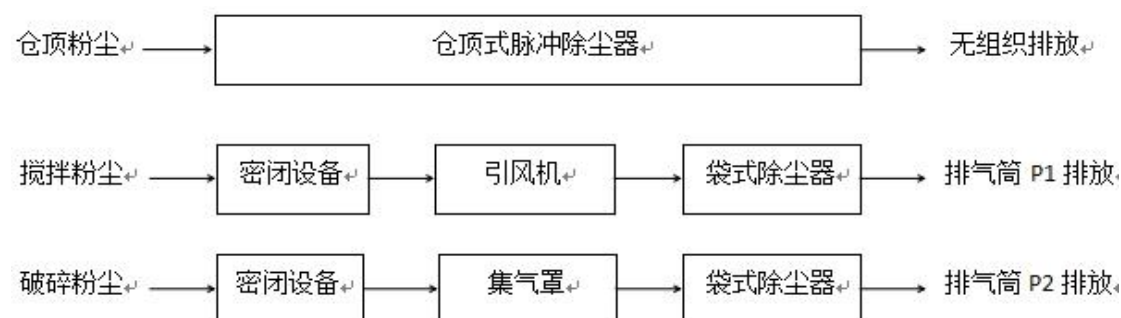 仓顶粉尘 仓顶式脉冲除尘器 无组织排放
搅拌粉尘 密闭设备 引风机 袋式除尘器 排气筒 P1 排放
破碎粉尘 密闭设备 集气罩 袋式除尘器 排气筒 P2 排放